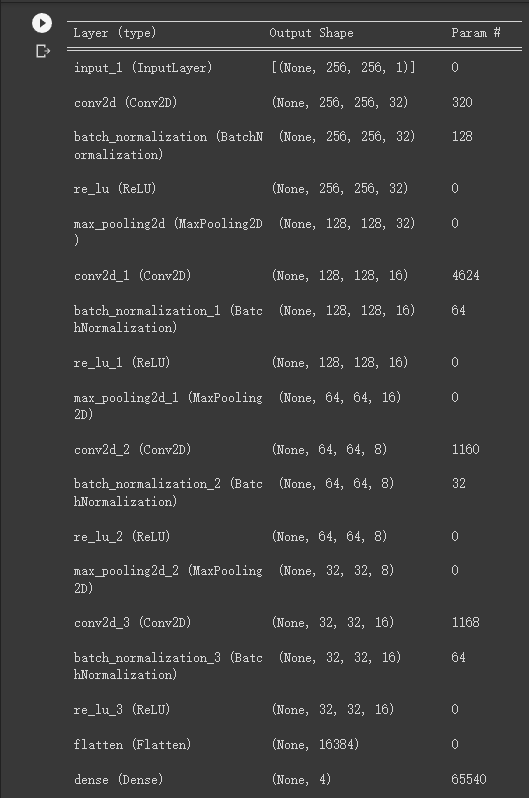 Layer (type) Output Shape Param #
input_1 (InputLayer) [(None, 256, 256, 1)] 0
conv2d (Conv2D) (None, 256, 256, 32) 320
batch_normalization (BatchN (None, 256, 256, 32) 128
ormalization)
re_lu (ReLU) (None, 256, 256, 32) 0
max_pooling2d (MaxPooling2D (None, 128, 128, 32) 0
)
conv2d_1 (Conv2D) (None, 128, 128, 16) 4624
batch_normalization_1 (Batc (None, 128, 128, 16) 64
hNormalization)
re_lu_1 (ReLU) (None, 128, 128, 16) 0
max_pooling2d_1 (MaxPooling (None, 64, 64, 16) 0
2D)
conv2d_2 (Conv2D) (None, 64, 64, 8) 1160
batch_normalization_2 (Batc (None, 64, 64, 8) 32
hNormalization)
re_lu_2 (ReLU) (None, 64, 64, 8) 0
max_pooling2d_2 (MaxPooling (None, 32, 32, 8) 0
2D)
conv2d_3 (Conv2D) (None, 32, 32, 16) 1168
batch_normalization_3 (Batc (None, 32, 32, 16) 64
hNormalization)
re_lu_3 (ReLU) (None, 32, 32, 16) 0
flatten (Flatten) (None, 16384) 0
dense (Dense) (None, 4) 65540